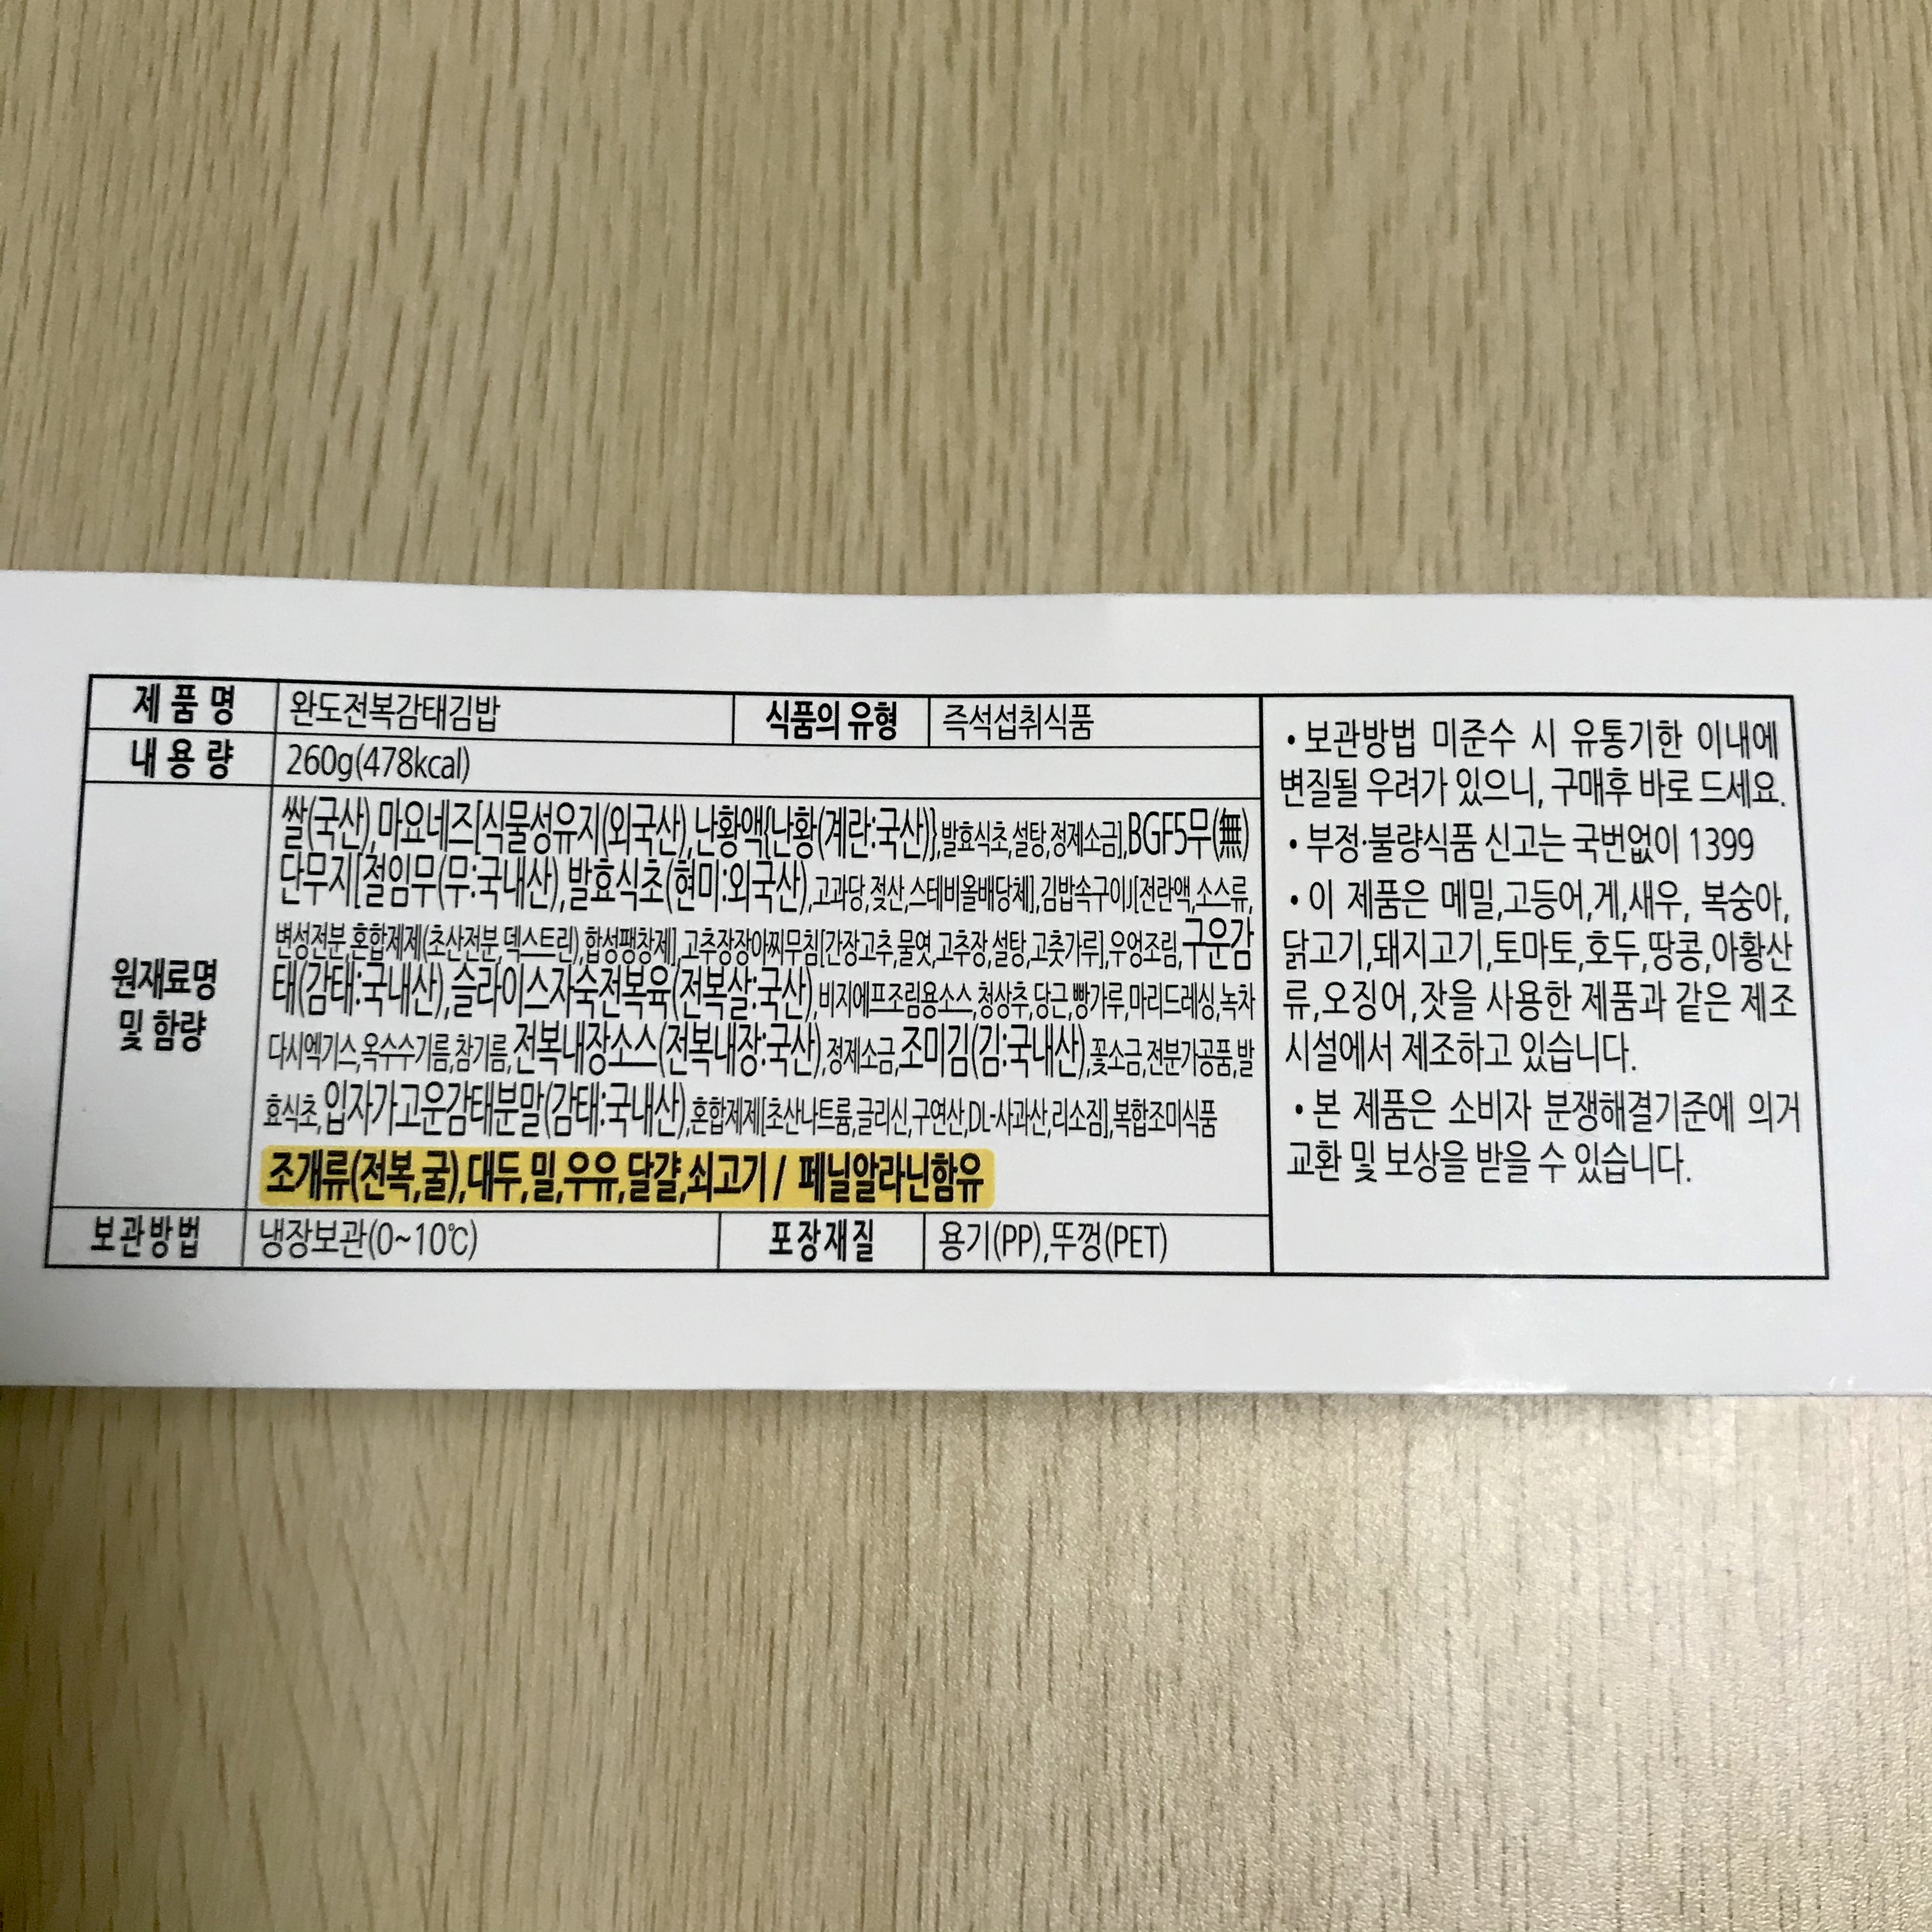 제 품 명 완도전복감태김밥 식품의 유형 즉석섭취식품
내 용 량 260g(478kcal)
원재료명
및 함량
쌀(국산),마요네즈[식물성유지(외국산),난황액{난황(계란:국산)},발효식초,설탕,정제소금],BGF5무(無)
단무지[절임무(무:국내산),발효식초(현미:외국산),고과당,젖산,스테비올배당체],김밥속구이J[전란액,소스류,
변성전분,혼합제제(초산전분,덱스트린),합성팽창제],고추장장아찌무침[간장고추,물엿,고추장,설탕,고춧가루],우엉조림,구운감
태(감태:국내산),슬라이스자숙전복육(전복살:국산),비지에프조림용소스,청상추,당근,빵가루,마리드레싱,녹차
다시엑기스,옥수수기름,참기름,전복내장소스(전복내장:국산),정제소금,조미김(김:국내산),꽃소금,전분가공품,발
효식초,입자가고운감태분말(감태:국내산),혼합제제[초산나트륨,글리신,구연산,DL-사과산,리소짐],복합조미식품
조개류(전복,굴),대두,밀,우유,달걀,쇠고기 / 페닐알라닌함유
보관방법 냉장보관(0~10℃) 포장재질 용기(PP),뚜껑(PET)
• 보관방법 미준수 시 유통기한 이내에
변질될 우려가 있으니, 구매후 바로 드세요.
• 부정·불량식품 신고는 국번없이 1399
• 이 제품은 메밀,고등어,게,새우, 복숭아,
닭고기,돼지고기,토마토,호두,땅콩,아황산
류,오징어,잣을 사용한 제품과 같은 제조
시설에서 제조하고 있습니다.
• 본 제품은 소비자 분쟁해결기준에 의거
교환 및 보상을 받을 수 있습니다.